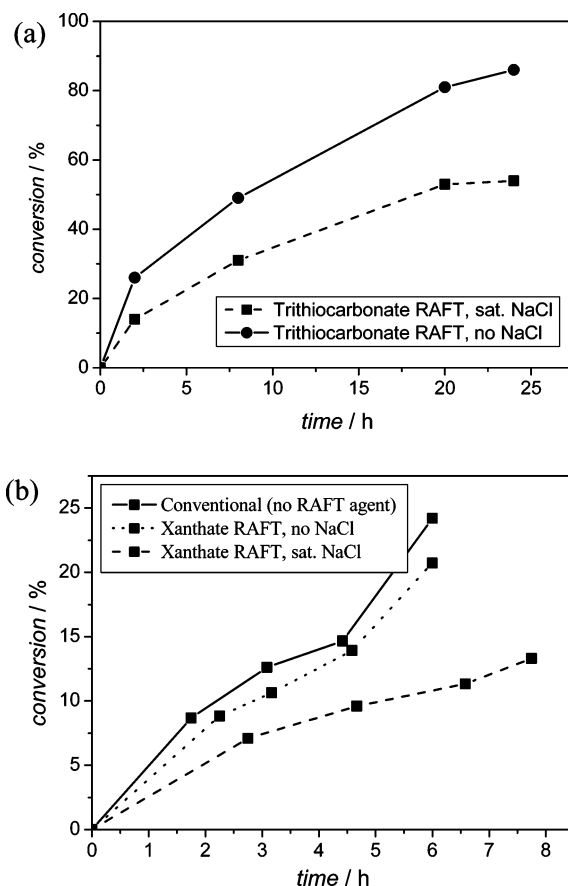 (a)
100
80
60
40
20
0
conversion / %
Trithiocarbonate RAFT, sat. NaCl
Trithiocarbonate RAFT, no NaCl
0 5 10 15 20 25
time / h
(b)
25
20
15
10
5
0
conversion / %
Conventional (no RAFT agent)
Xanthate RAFT, no NaCl
Xanthate RAFT, sat. NaCl
0 1 2 3 4 5 6 7 8
time / h